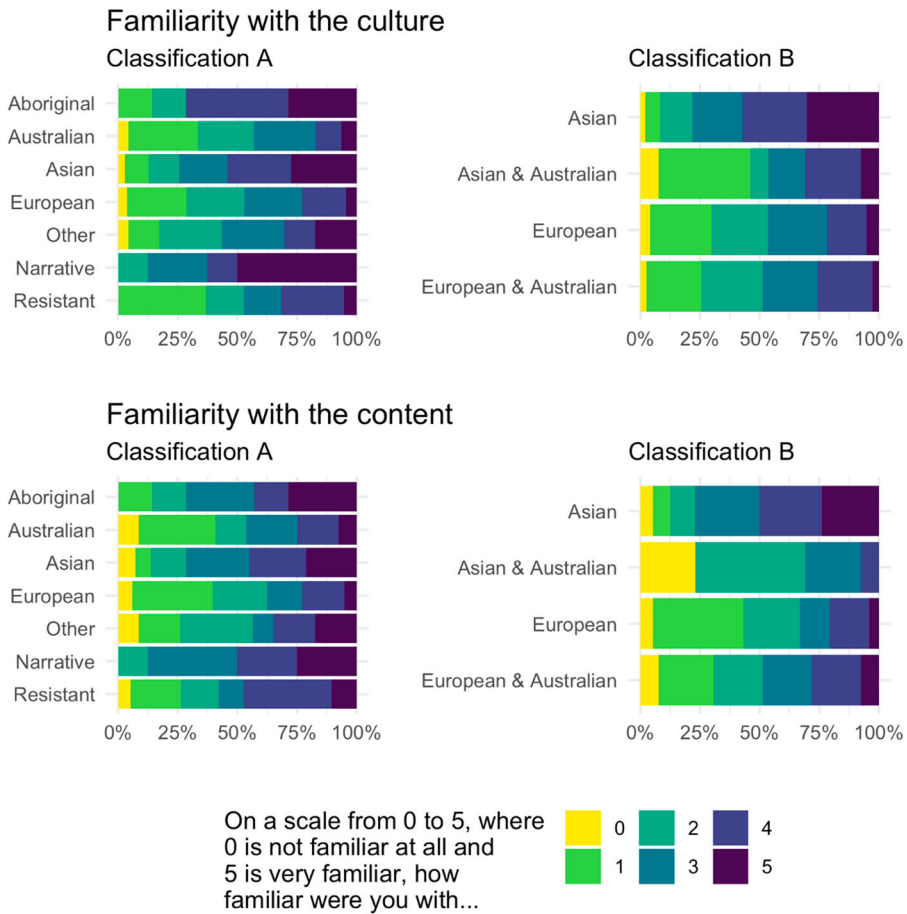 Familiarity with the culture
Classification A
Aboriginal
Australian
Asian
European
Other
Narrative
Resistant
0% 25% 50% 75% 100%
Classification B
Asian
Asian & Australian
European
European & Australian
0% 25% 50% 75% 100%
Familiarity with the content
Classification A
Aboriginal
Australian
Asian
European
Other
Narrative
Resistant
0% 25% 50% 75% 100%
Classification B
Asian
Asian & Australian
European
European & Australian
0% 25% 50% 75% 100%
On a scale from 0 to 5, where
0 is not familiar at all and
5 is very familiar, how
familiar were you with...
0 2 4
1 3 5